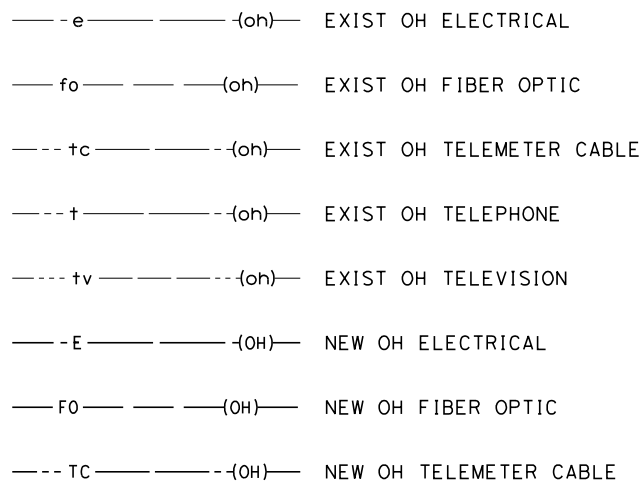 e (oh) EXIST OH ELECTRICAL
fo (oh) EXIST OH FIBER OPTIC
tc (oh) EXIST OH TELEMETER CABLE
t (oh) EXIST OH TELEPHONE
tv (oh) EXIST OH TELEVISION
E (OH) NEW OH ELECTRICAL
FO (OH) NEW OH FIBER OPTIC
TC (OH) NEW OH TELEMETER CABLE